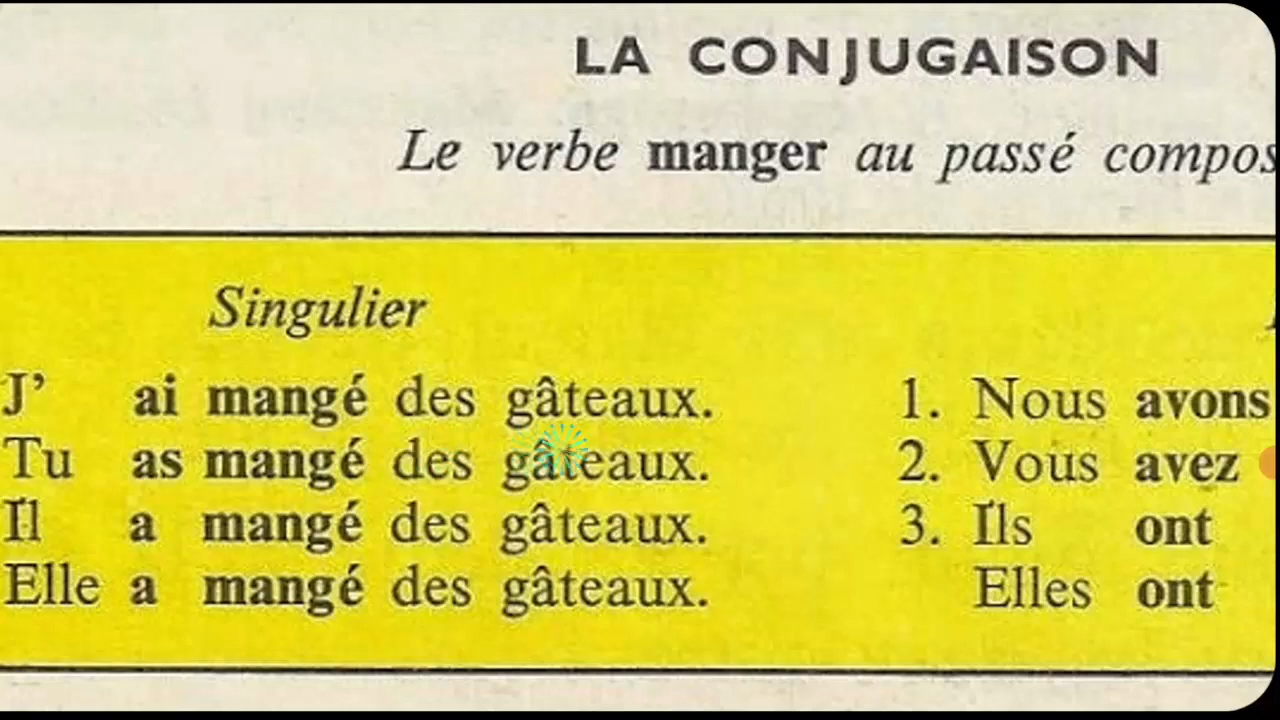 LA CONJUGAISON
Le verbe manger au passé compos
Singulier
J' ai mangé des gâteaux.
Tu as mangé des gâteaux.
Il a mangé des gâteaux.
Elle a mangé des gâteaux.
1. Nous avons
2. Vous avez
3. Ils ont
Elles ont